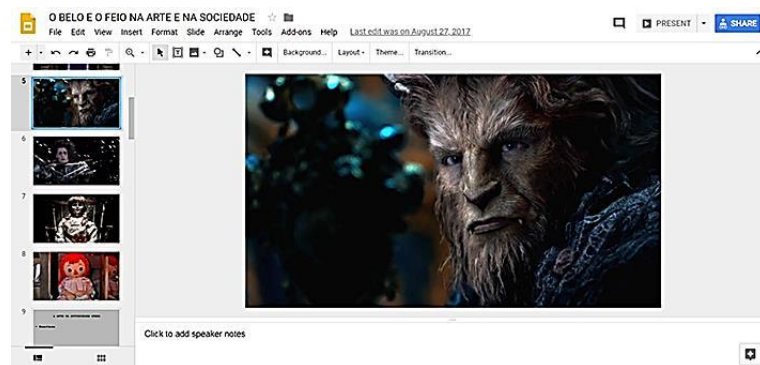 O BELO E O FEIO NA ARTE E NA SOCIEDADE
File Edit View Insert Format Slide Arrange Tools Add-ons Help Last edit was on August 27, 2017
PRESENT
SHARE
Background... Layout Theme... Transition...
5
6
7
8
9
Click to add speaker notes